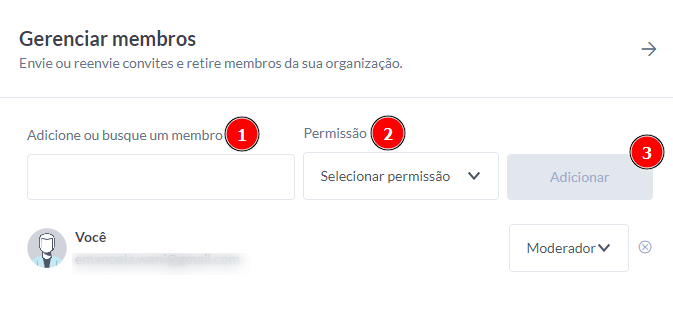 Gerenciar membros
Envie ou reenvie convites e retire membros da sua organização.
Adicione ou busque um membro 1
Permissão 2
3
Selecionar permissão
Adicionar
Você
Moderador